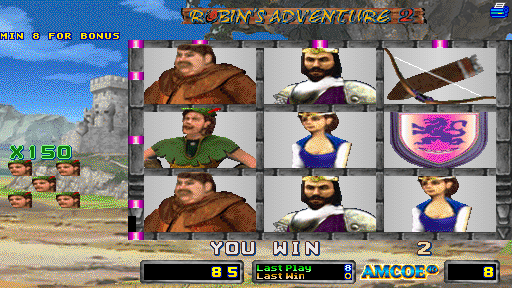 ROBIN'S ADVENTURE 2
MIN 8 FOR BONUS
X150
YOU WIN 2
85
Last Play 8
Last Win 0
AMCOE®
8